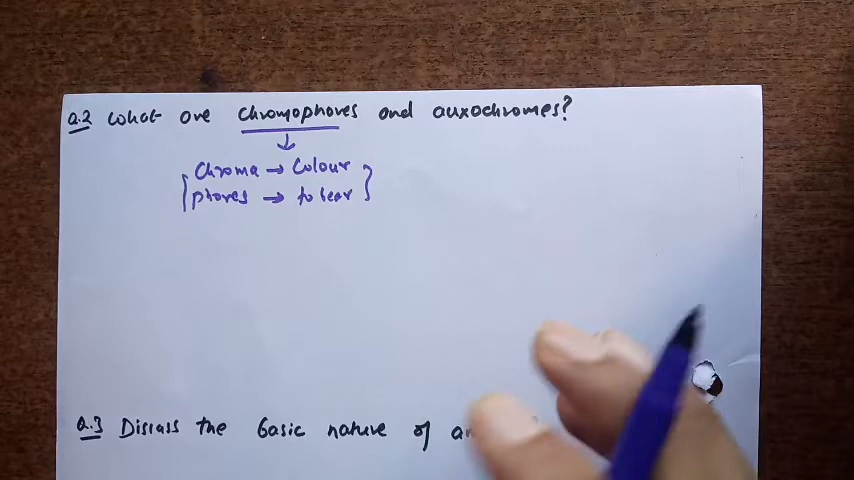 Q.2 What are chromophores and auxochromes?
Chroma → Colour
phores → to bear
Q.3 Discuss the basic nature of